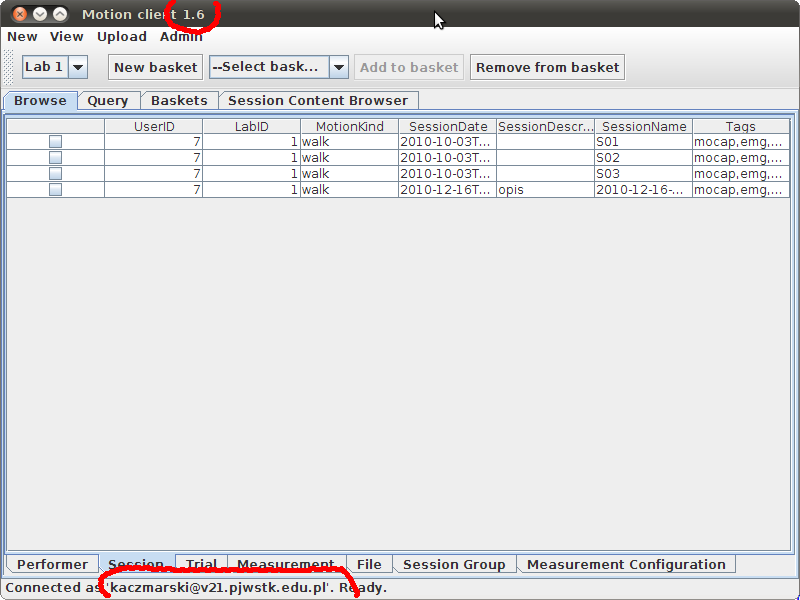 Motion client 1.6
New View Upload Admin
Lab 1 New basket --Select bask... Add to basket Remove from basket
Browse Query Baskets Session Content Browser
UserID LabID MotionKind SessionDate SessionDescr... SessionName Tags
7 1 walk 2010-10-03T... S01 mocap,emg,...
7 1 walk 2010-10-03T... S02 mocap,emg,...
7 1 walk 2010-10-03T... S03 mocap,emg,...
7 1 walk 2010-12-16T... opis 2010-12-16-... mocap,emg,...
Performer Session Trial Measurement File Session Group Measurement Configuration
Connected as 'kaczmarski@v21.pjwstk.edu.pl'. Ready.